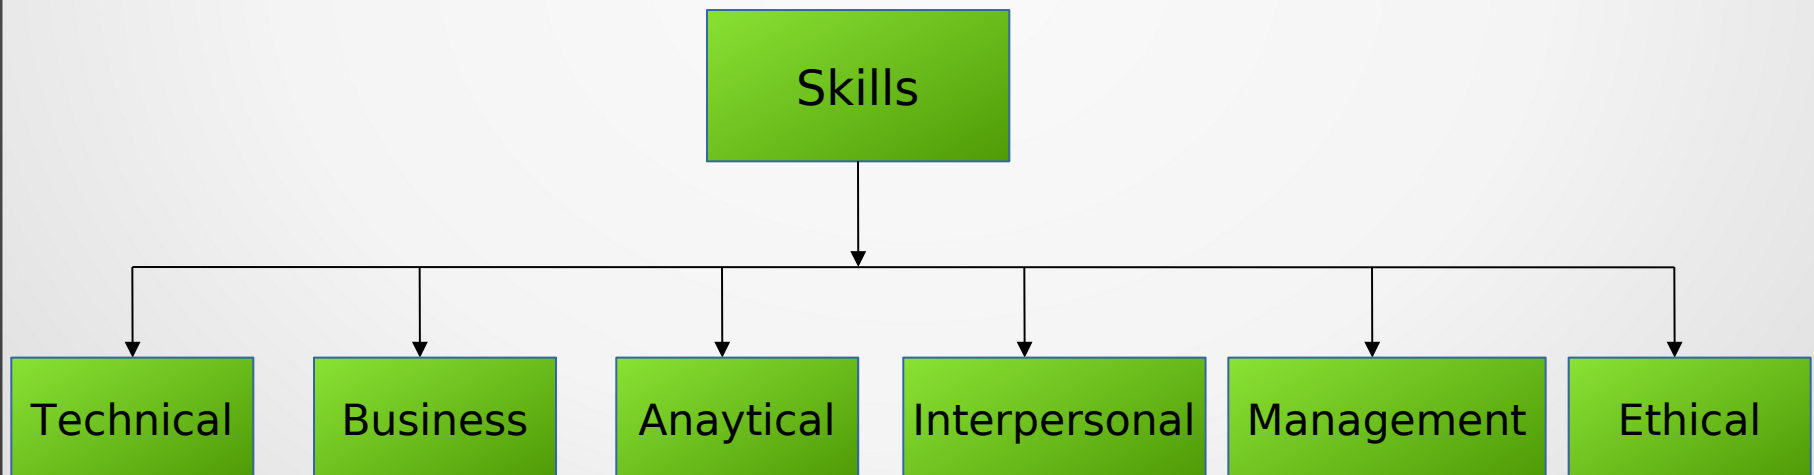 Skills
Technical
Business
Anaytical
Interpersonal
Management
Ethical